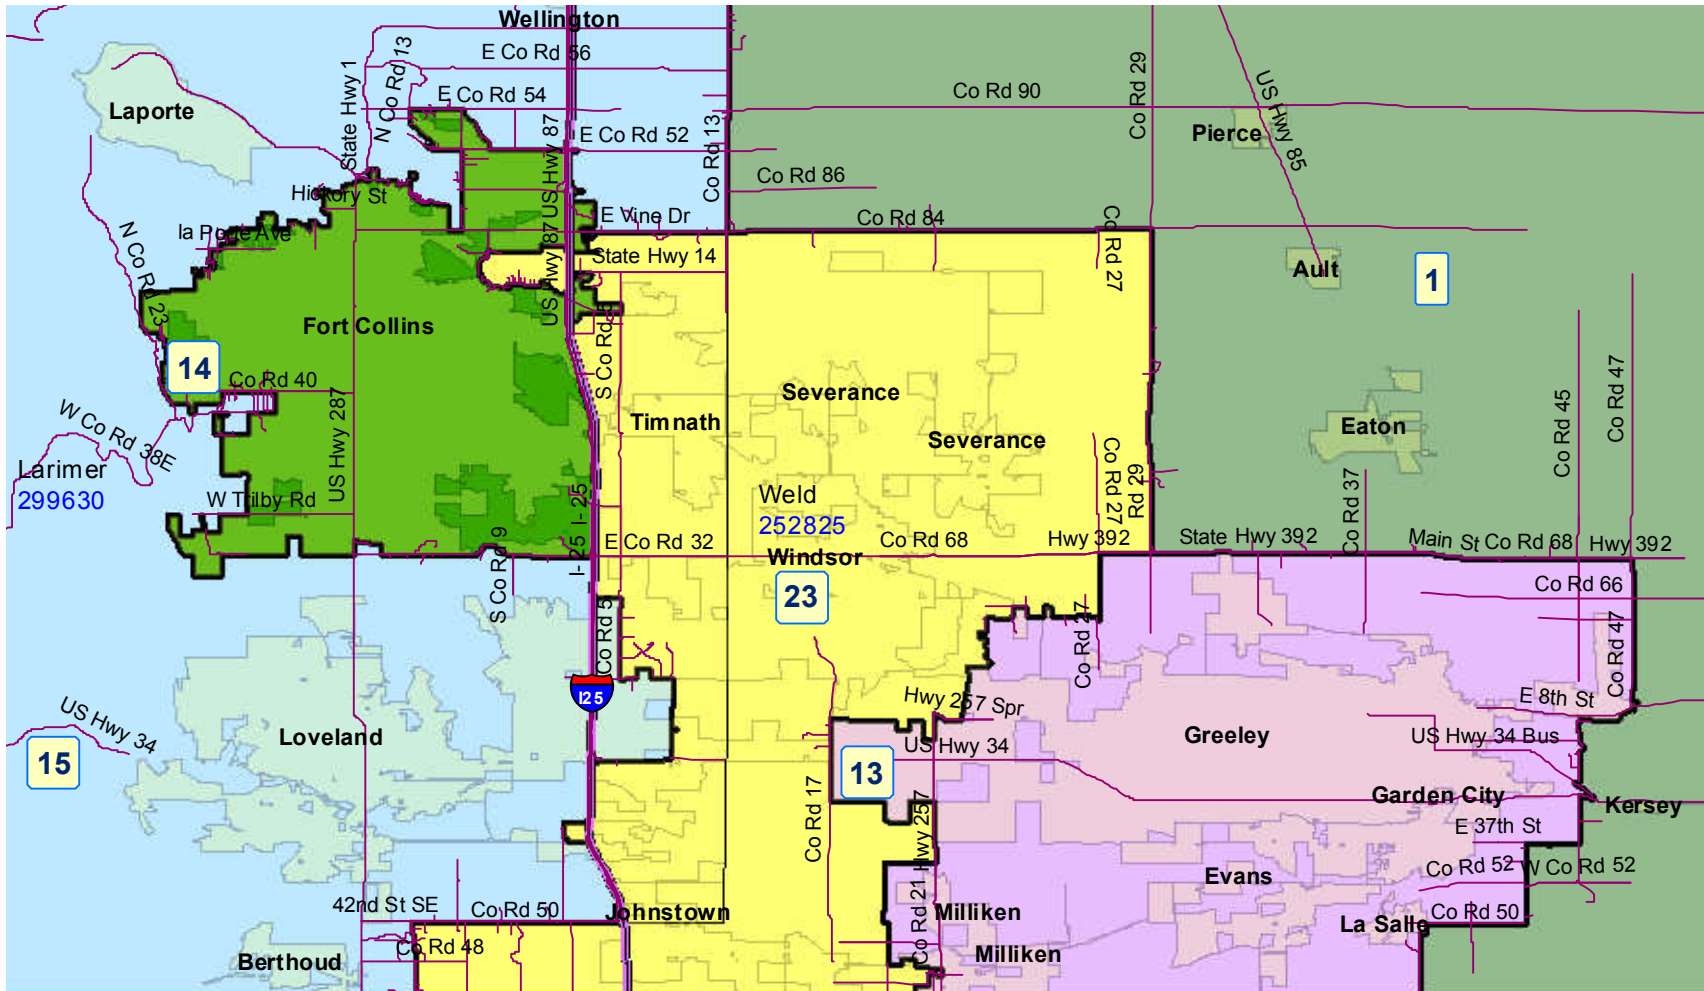 Wellington
E Co Rd 56
N Co Rd 13
State Hwy 1
E Co Rd 54
Laporte
E Co Rd 52
US Hwy 87
Co Rd 13
Co Rd 90
Co Rd 29
US Hwy 85
Pierce
Co Rd 86
Hickory St
E Vine Dr
Co Rd 84
Co Rd 27
la Porte Ave
N Co Rd 23
US Hwy 87
State Hwy 14
Ault
1
Fort Collins
S Co Rd 5
14
Co Rd 40
US Hwy 287
Severance
Timnath
Severance
Eaton
Co Rd 45
Co Rd 47
W Co Rd 38E
Larimer
299630
W Trilby Rd
Weld
252825
Co Rd 27
Rd 29
Co Rd 37
I-25
I-25
S Co Rd 9
E Co Rd 32
Windsor
Co Rd 68
Hwy 392
State Hwy 392
Main St
Co Rd 68
Hwy 392
23
Co Rd 66
Co Rd 5
Co Rd 27
Co Rd 47
I25
Hwy 257 Spr
E 8th St
US Hwy 34
15
Loveland
US Hwy 34
Greeley
US Hwy 34 Bus
13
Co Rd 17
Hwy 257
Garden City
Kersey
E 37th St
Co Rd 52
W Co Rd 52
Evans
42nd St SE
Co Rd 50
Johnstown
Co Rd 21
Milliken
La Salle
Co Rd 50
Co Rd 48
Berthoud
Milliken